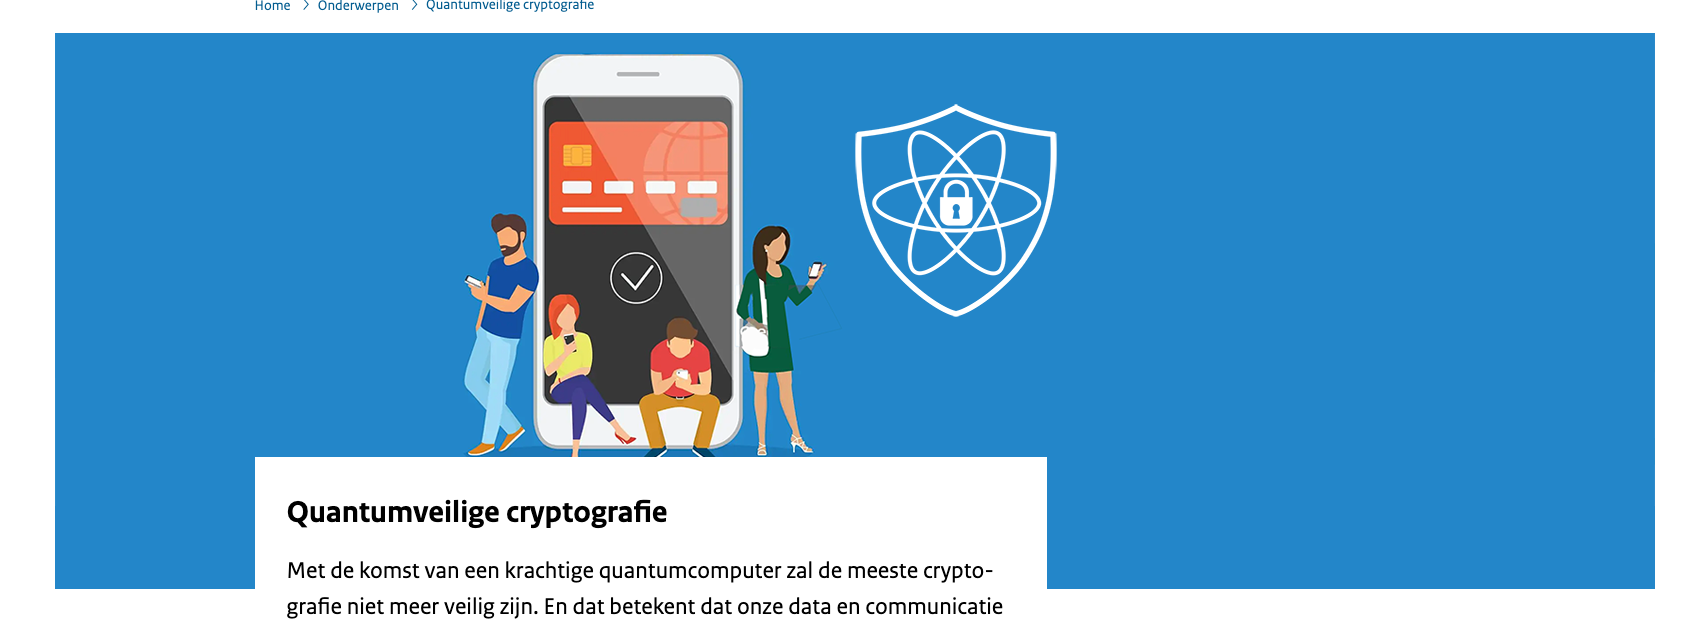 Home > Onderwerpen > Quantumveilige cryptografie
Quantumveilige cryptografie
Met de komst van een krachtige quantumcomputer zal de meeste crypto-
grafie niet meer veilig zijn. En dat betekent dat onze data en communicatie